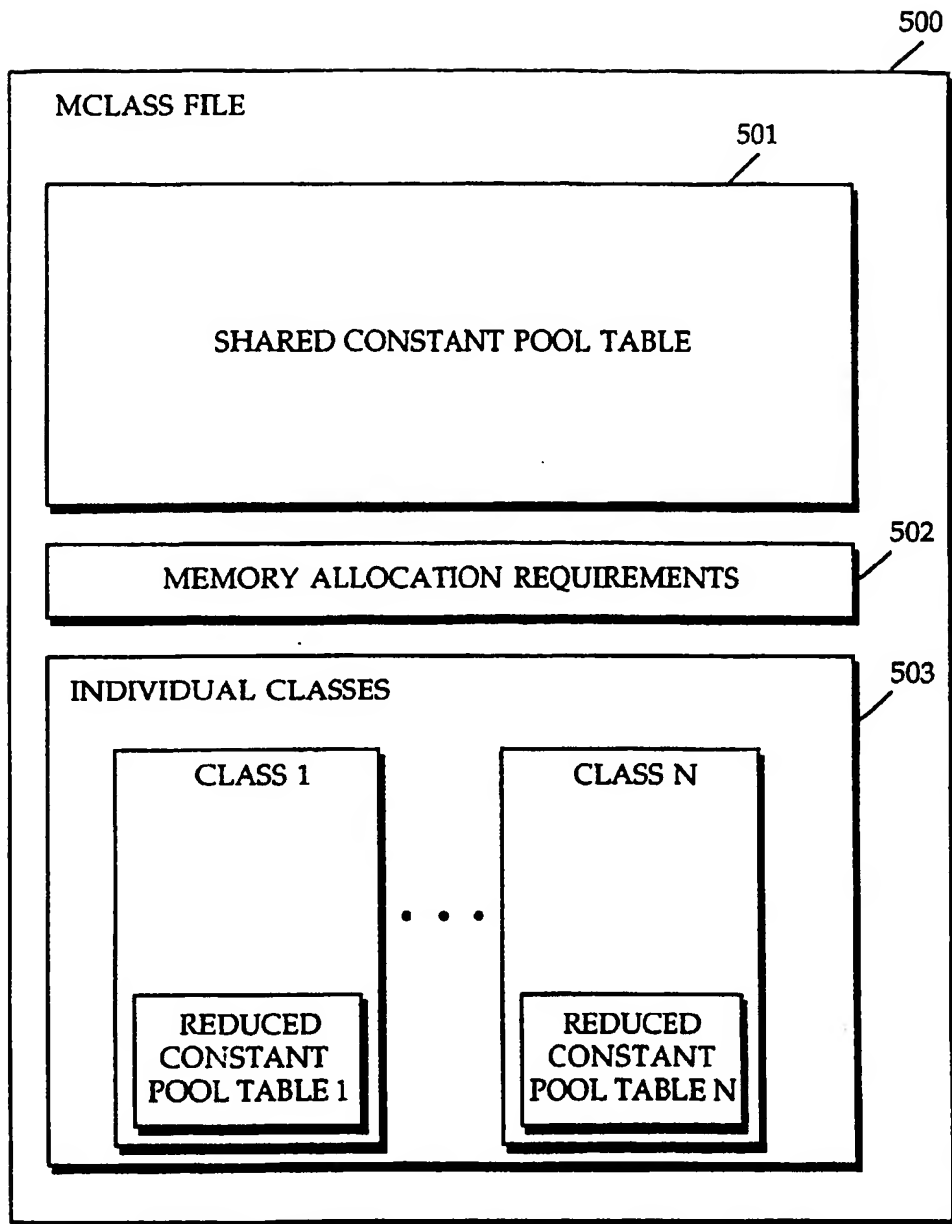 500
MCLASS FILE
501
SHARED CONSTANT POOL TABLE
502
MEMORY ALLOCATION REQUIREMENTS
503
INDIVIDUAL CLASSES
CLASS 1
REDUCED
CONSTANT
POOL TABLE 1
• • •
CLASS N
REDUCED
CONSTANT
POOL TABLE N